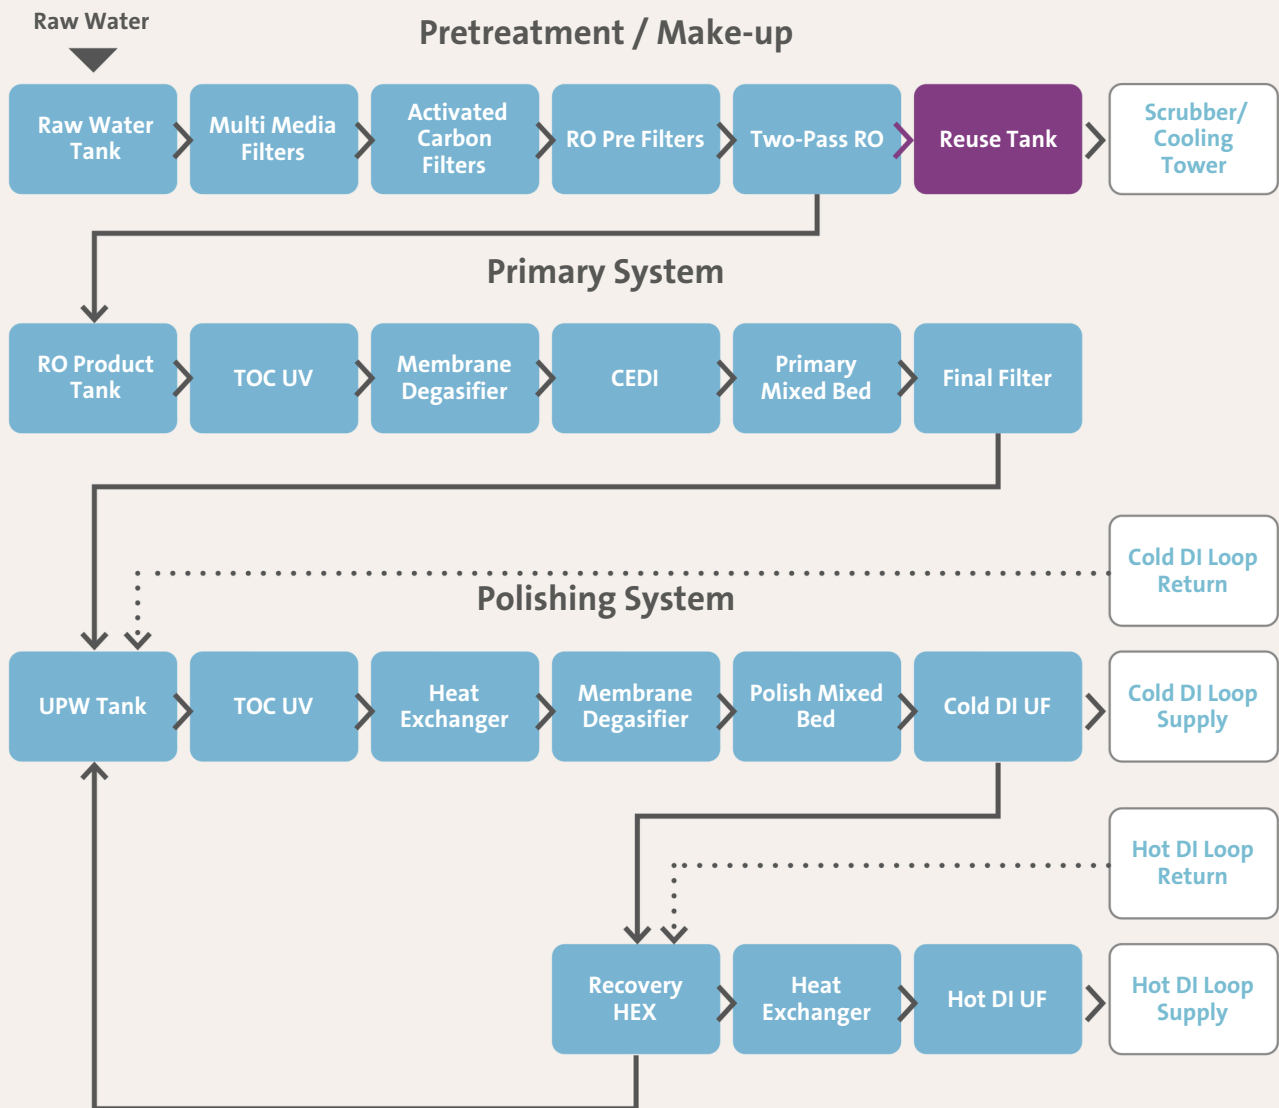 Raw Water
Pretreatment / Make-up
Raw Water
Tank
Multi Media
Filters
Activated
Carbon
Filters
RO Pre Filters
Two-Pass RO
Reuse Tank
Scrubber/
Cooling
Tower
Primary System
RO Product
Tank
TOC UV
Membrane
Degasifier
CEDI
Primary
Mixed Bed
Final Filter
Cold DI Loop
Return
Polishing System
UPW Tank
TOC UV
Heat
Exchanger
Membrane
Degasifier
Polish Mixed
Bed
Cold DI UF
Cold DI Loop
Supply
Hot DI Loop
Return
Recovery
HEX
Heat
Exchanger
Hot DI UF
Hot DI Loop
Supply